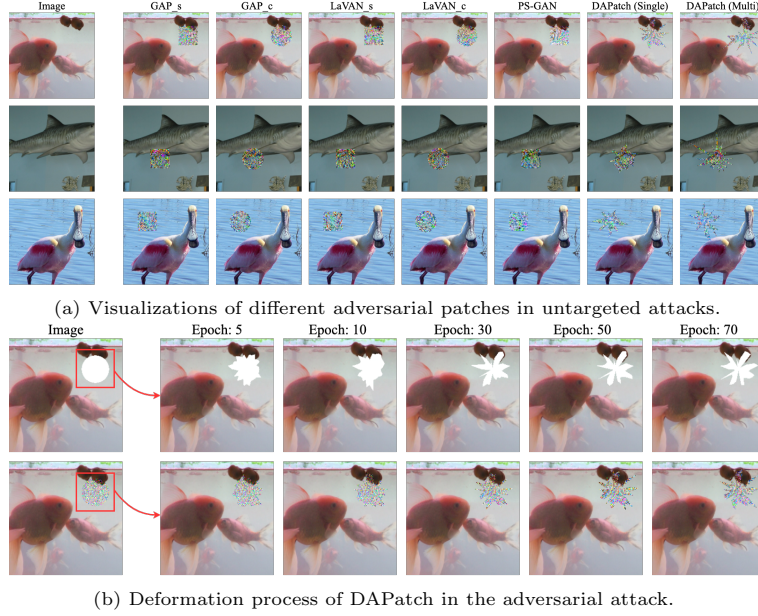 Image GAP_s GAP_c LaVAN_s LaVAN_c PS-GAN DAPatch (Single) DAPatch (Multi)
(a) Visualizations of different adversarial patches in untargeted attacks.
Image Epoch: 5 Epoch: 10 Epoch: 30 Epoch: 50 Epoch: 70
(b) Deformation process of DAPatch in the adversarial attack.